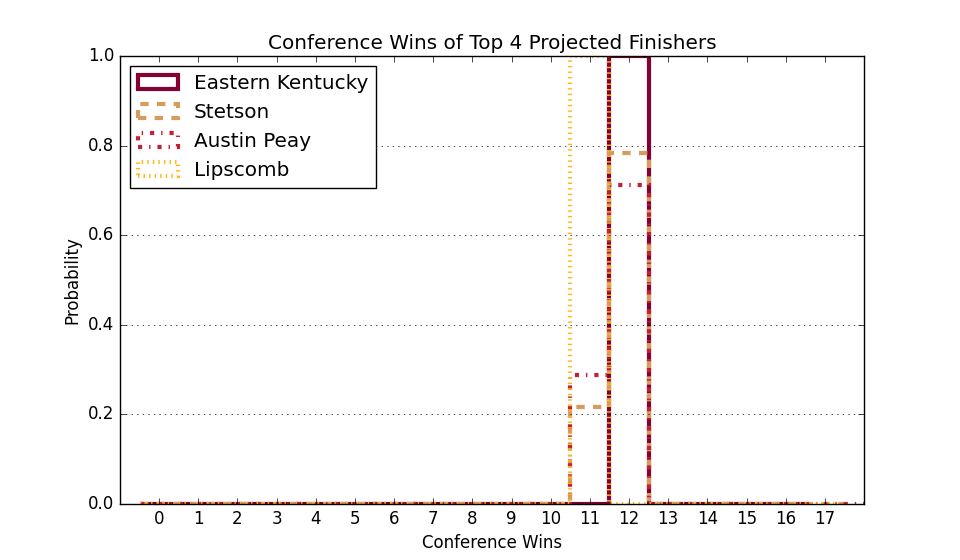 Conference Wins of Top 4 Projected Finishers
1.0
0.8
0.6
0.4
0.2
0.0
Probability
Eastern Kentucky
Stetson
Austin Peay
Lipscomb
0 1 2 3 4 5 6 7 8 9 10 11 12 13 14 15 16 17
Conference Wins